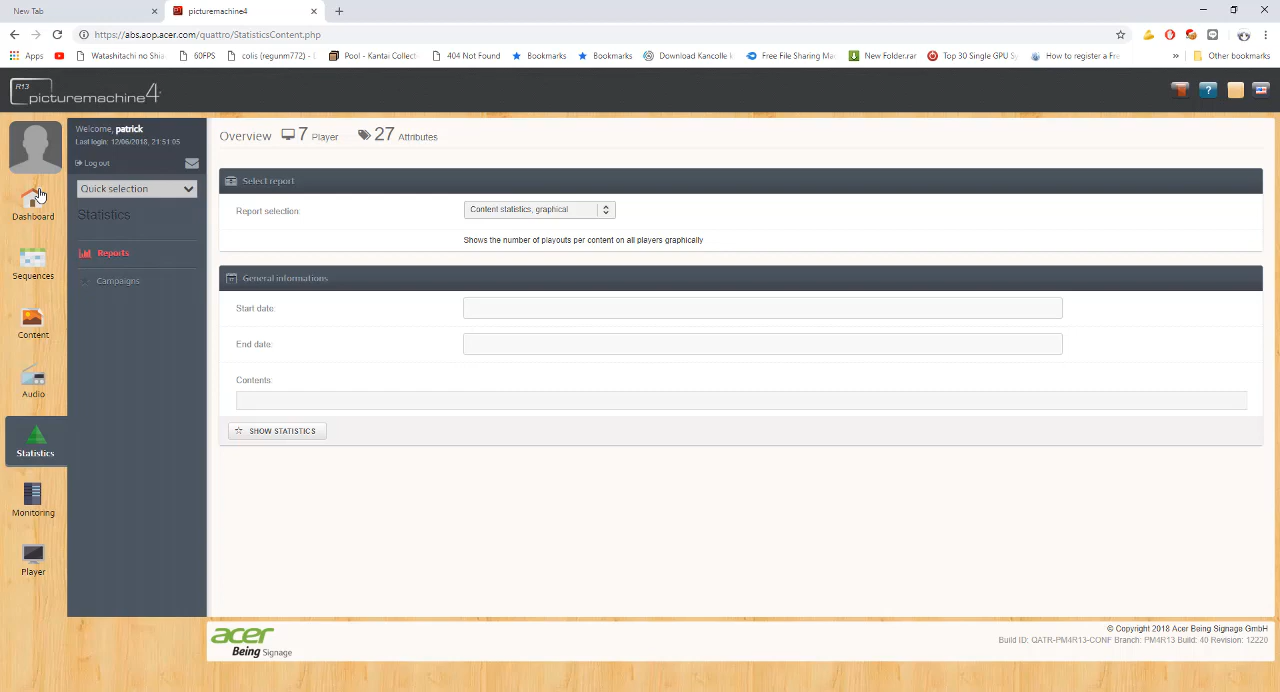 New Tab
picturemachine4
https://abs.aop.acer.com/quattro/StatisticsContent.php
Apps
Watashitachi no Shia
60FPS
colis (regunm772)
Pool - Kantai Collect
404 Not Found
Bookmarks
Bookmarks
Download Kancolle k
Free File Sharing Ma
New Folder.rar
Top 30 Single GPU Sy
How to register a Fre
»
Other bookmarks
R13
picturemachine4
Welcome, patrick
Last login: 12/06/2018, 21:51:05
Log out
Quick selection
Statistics
Reports
Campaigns
Dashboard
Sequences
Content
Audio
Statistics
Monitoring
Player
Overview 7 Player 27 Attributes
Select report
Report selection: Content statistics, graphical
Shows the number of playouts per content on all players graphically
General informations
Start date:
End date:
Contents:
SHOW STATISTICS
acer
Being Signage
© Copyright 2018 Acer Being Signage GmbH
Build ID: QATR-PM4R13-CONF Branch: PM4R13 Build: 40 Revision: 12220